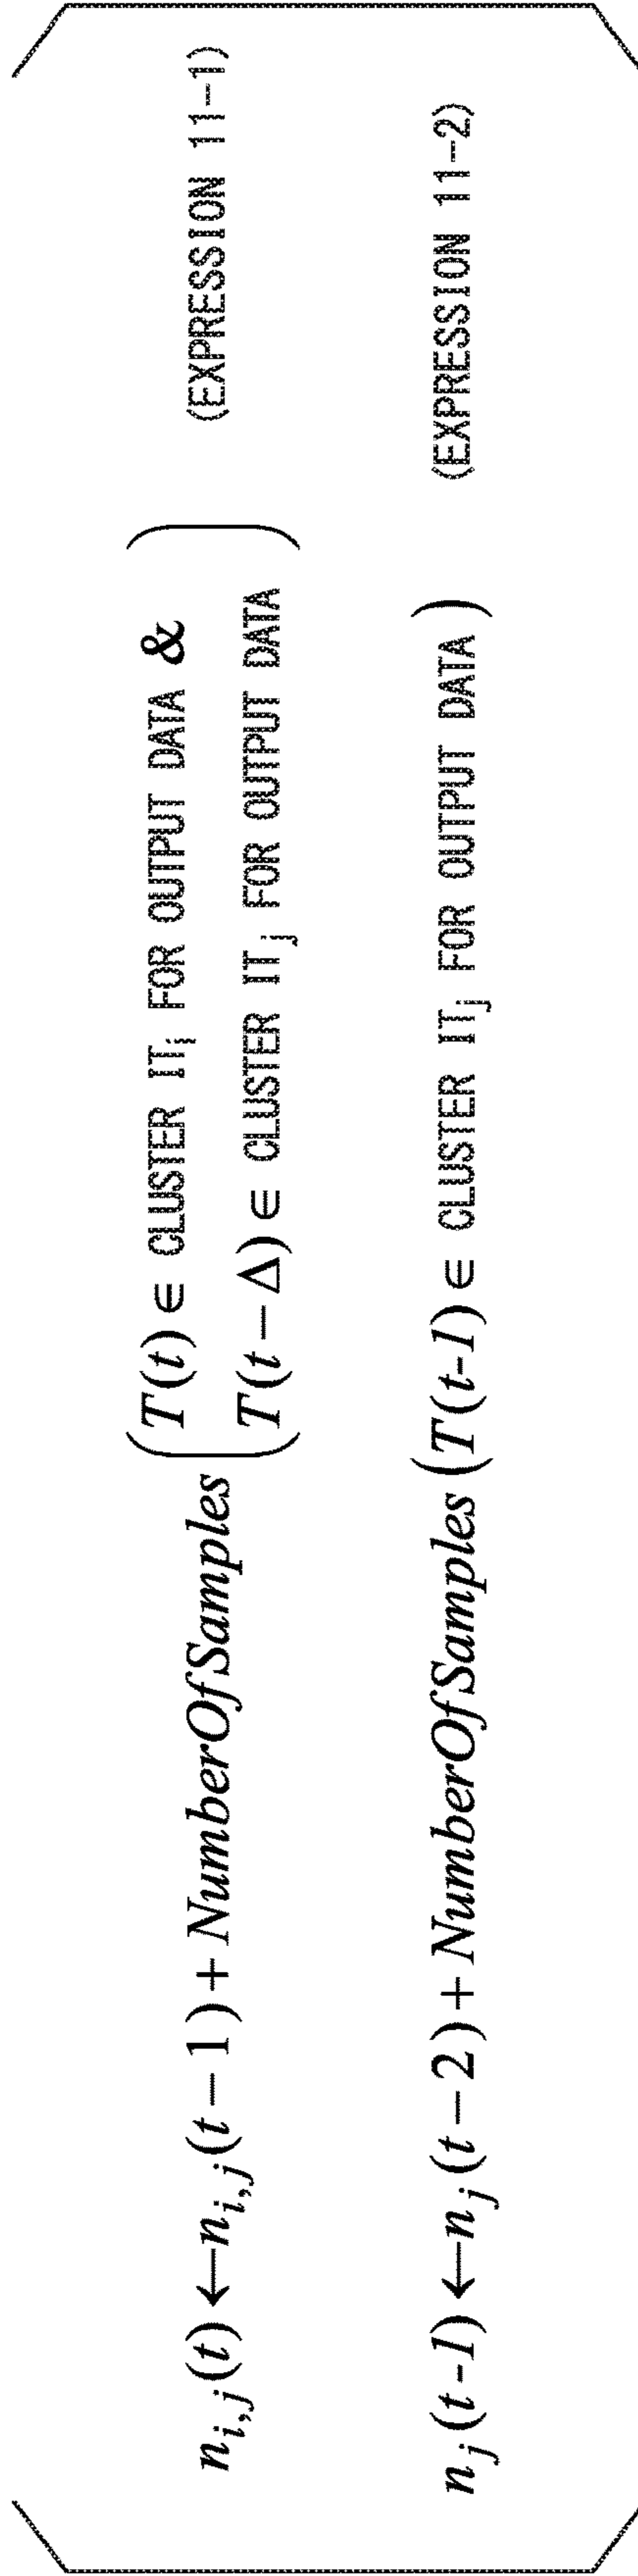 n_{i,j}(t) ← n_{i,j}(t − 1) + NumberOfSamples ( T(t) ∈ CLUSTER IT_i FOR OUTPUT DATA & (EXPRESSION 11−1)
T(t − Δ) ∈ CLUSTER IT_j FOR OUTPUT DATA )
n_j(t-1) ← n_j(t − 2) + NumberOfSamples ( T(t-1) ∈ CLUSTER IT_j FOR OUTPUT DATA ) (EXPRESSION 11−2)